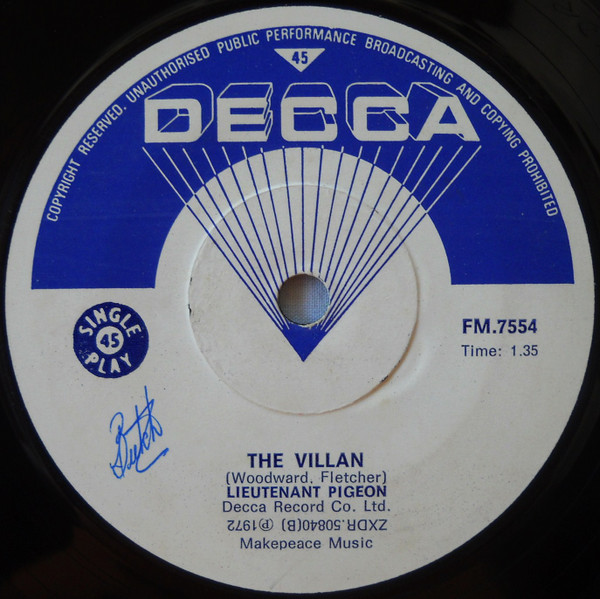 COPYRIGHT RESERVED. UNAUTHORISED PUBLIC PERFORMANCE BROADCASTING AND COPYING PROHIBITED
45
DECCA
FM.7554
Time: 1.35
SINGLE
45
PLAY
Butch
THE VILLAN
(Woodward, Fletcher)
LIEUTENANT PIGEON
Decca Record Co. Ltd.
ZXDR.50840(B) ℗ 1972
Makepeace Music